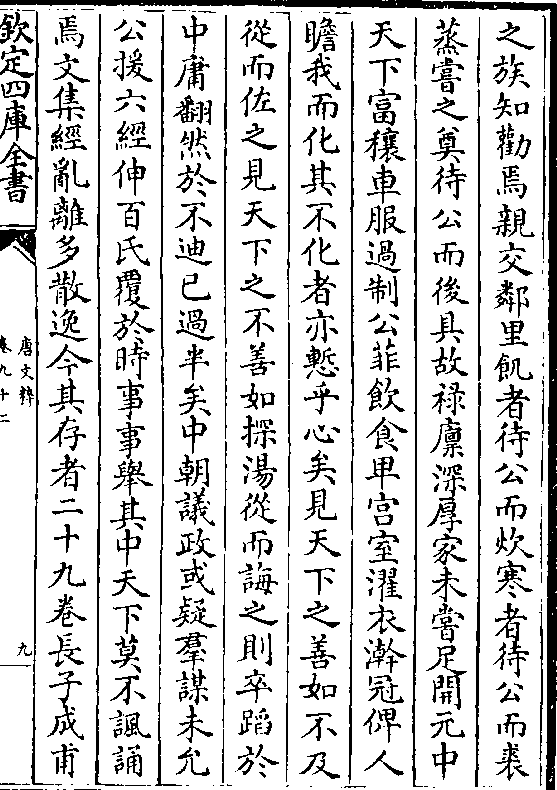 之族知勸焉親交鄰里飢者待公而炊寒者待公而裘
蒸嘗之奠待公而後具故禄廪深厚家未嘗足開元中
天下富穰車服過制公菲飲食卑宫室濯衣瀚冠俾人
瞻我而化其不化者亦慙乎心矣見天下之善如不及
從而佐之見天下之不善如探湯從而誨之則卒蹈於
中庸翻然於不迪已過半矣中朝議政或疑羣謀未允
公援六經伸百氏覆於時事事舉其中天下莫不諷誦
焉文集經亂離多散逸今其存者二十九卷長子成甫
欽定四庫全書
唐文粹
卷九十二
九